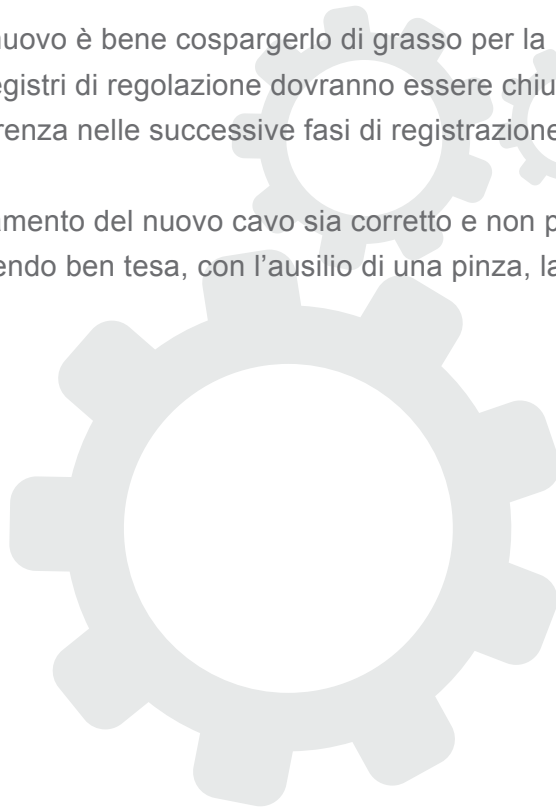 nuovo è bene cospargerlo di grasso per la
egistri di regolazione dovranno essere chiu
renza nelle successive fasi di registrazione
amento del nuovo cavo sia corretto e non p
endo ben tesa, con l'ausilio di una pinza, la